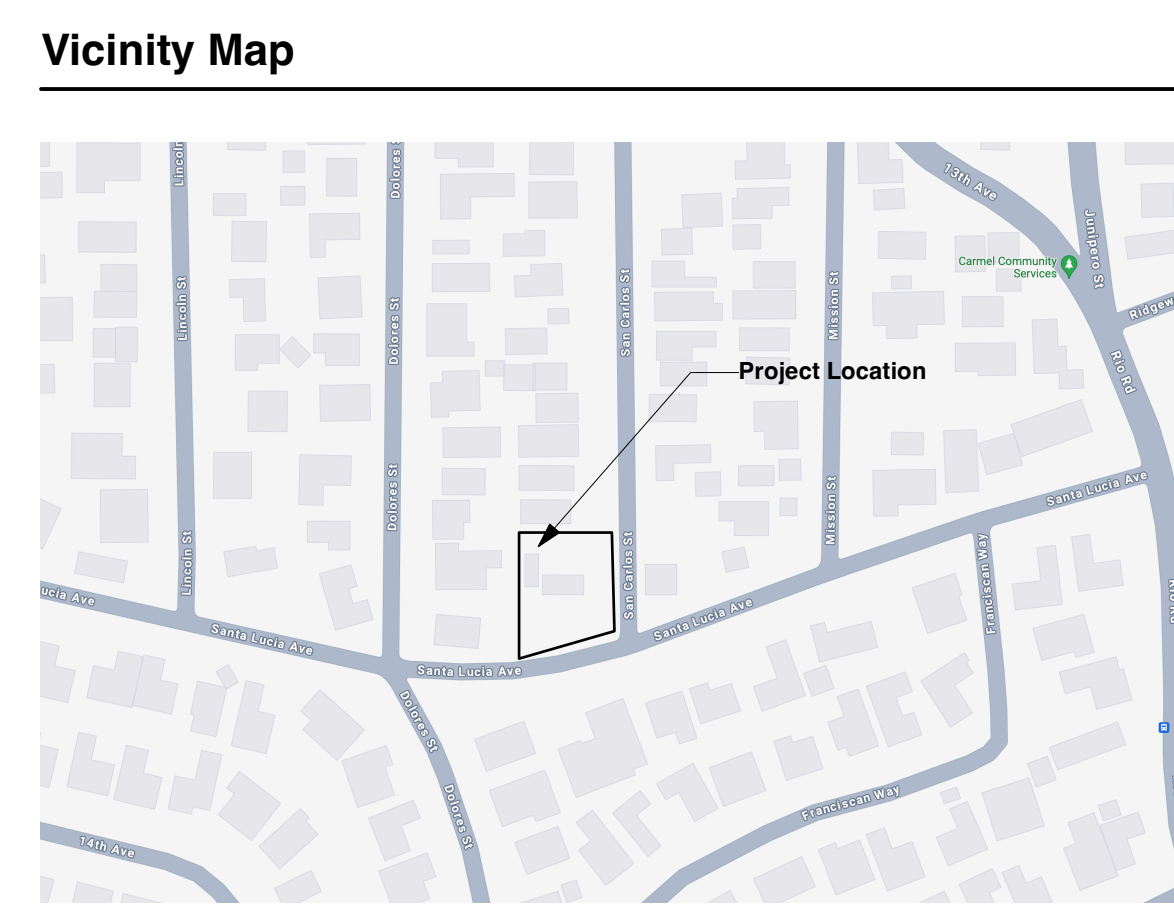 Vicinity Map
Lincoln
Dolores S
13th Ave
Junipero St
Carmel Community
Services
Lincoln St
Dolores St
San Carlos St
Mission St
Ridgew
Project Location
Rio Rd
Dolores St
Mission St
Santa Lucia Ave
Lincoln St
San Carlos St
Franciscan Way
ucia Ave
Santa Lucia Ave
Santa Lucia Ave
Santa Lucia Ave
Dolores St
Dolores St
Franciscan Way
14th Ave